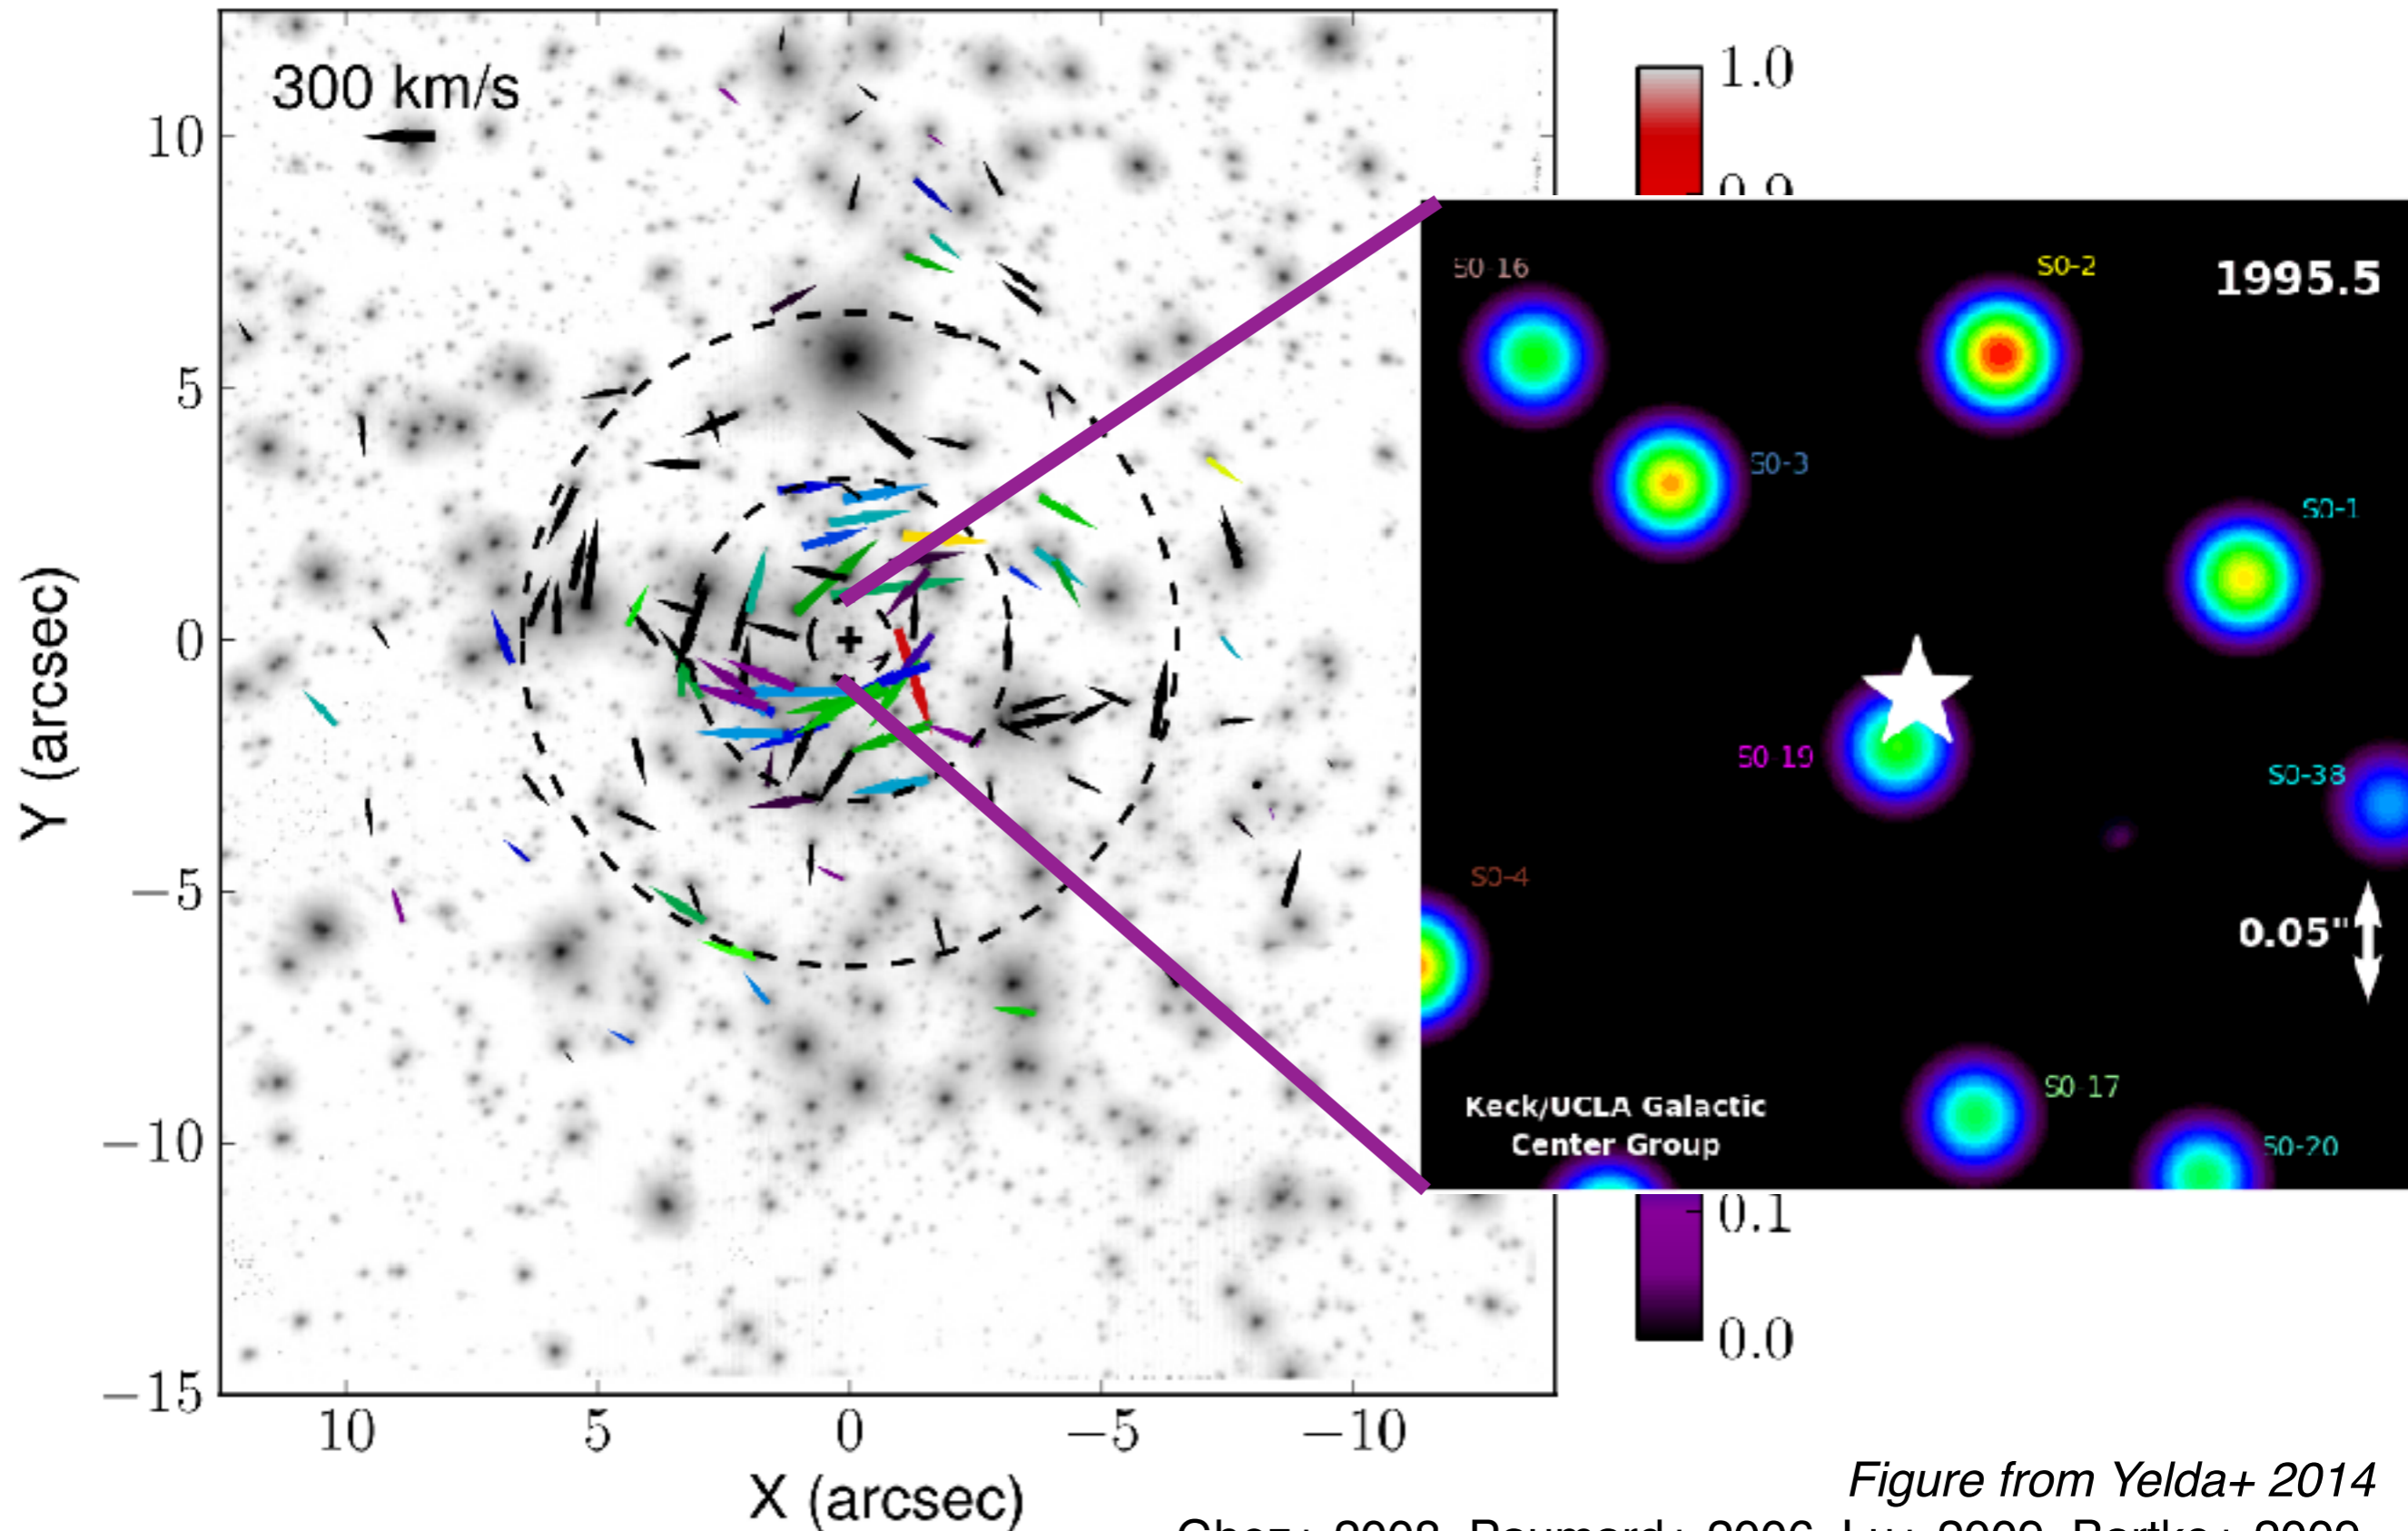 300 km/s
10
5
0
−5
−10
−15
Y (arcsec)
10
5
0
−5
−10
X (arcsec)
1.0
0.9
0.1
0.0
S0-16
S0-2
1995.5
S0-3
S0-1
S0-19
S0-38
S0-4
0.05"
S0-17
Keck/UCLA Galactic
Center Group
S0-20
Figure from Yelda+ 2014